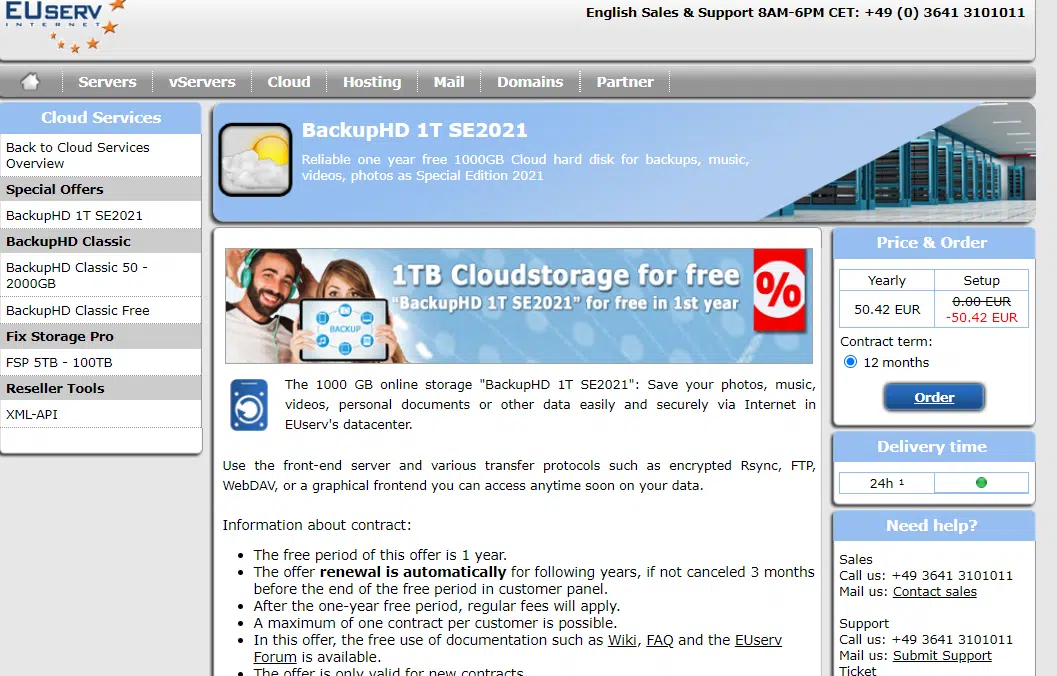 EUserv
INTERNET
English Sales & Support 8AM-6PM CET: +49 (0) 3641 3101011
Servers
vServers
Cloud
Hosting
Mail
Domains
Partner
Cloud Services
Back to Cloud Services
Overview
Special Offers
BackupHD 1T SE2021
BackupHD Classic
BackupHD Classic 50 -
2000GB
BackupHD Classic Free
Fix Storage Pro
FSP 5TB - 100TB
Reseller Tools
XML-API
BackupHD 1T SE2021
Reliable one year free 1000GB Cloud hard disk for backups, music,
videos, photos as Special Edition 2021
1TB Cloudstorage for free
"BackupHD 1T SE2021" for free in 1st year
%
BACKUP
The 1000 GB online storage "BackupHD 1T SE2021": Save your photos, music,
videos, personal documents or other data easily and securely via Internet in
EUserv's datacenter.
Use the front-end server and various transfer protocols such as encrypted Rsync, FTP,
WebDAV, or a graphical frontend you can access anytime soon on your data.
Information about contract:
• The free period of this offer is 1 year.
• The offer renewal is automatically for following years, if not canceled 3 months
before the end of the free period in customer panel.
• After the one-year free period, regular fees will apply.
• A maximum of one contract per customer is possible.
• In this offer, the free use of documentation such as Wiki, FAQ and the EUserv
Forum is available.
• The offer is only valid for new contracts.
Price & Order
Yearly Setup
50.42 EUR 0.00 EUR
-50.42 EUR
Contract term:
12 months
Order
Delivery time
24h ¹
Need help?
Sales
Call us: +49 3641 3101011
Mail us: Contact sales
Support
Call us: +49 3641 3101011
Mail us: Submit Support
Ticket